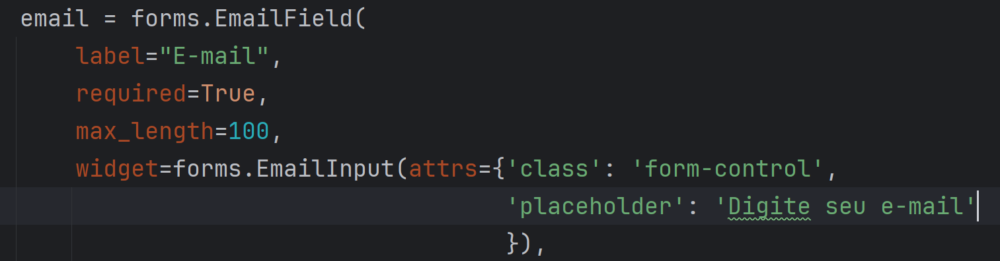 email = forms.EmailField(
    label="E-mail",
    required=True,
    max_length=100,
    widget=forms.EmailInput(attrs={'class': 'form-control',
                                   'placeholder': 'Digite seu e-mail'
                                   }),